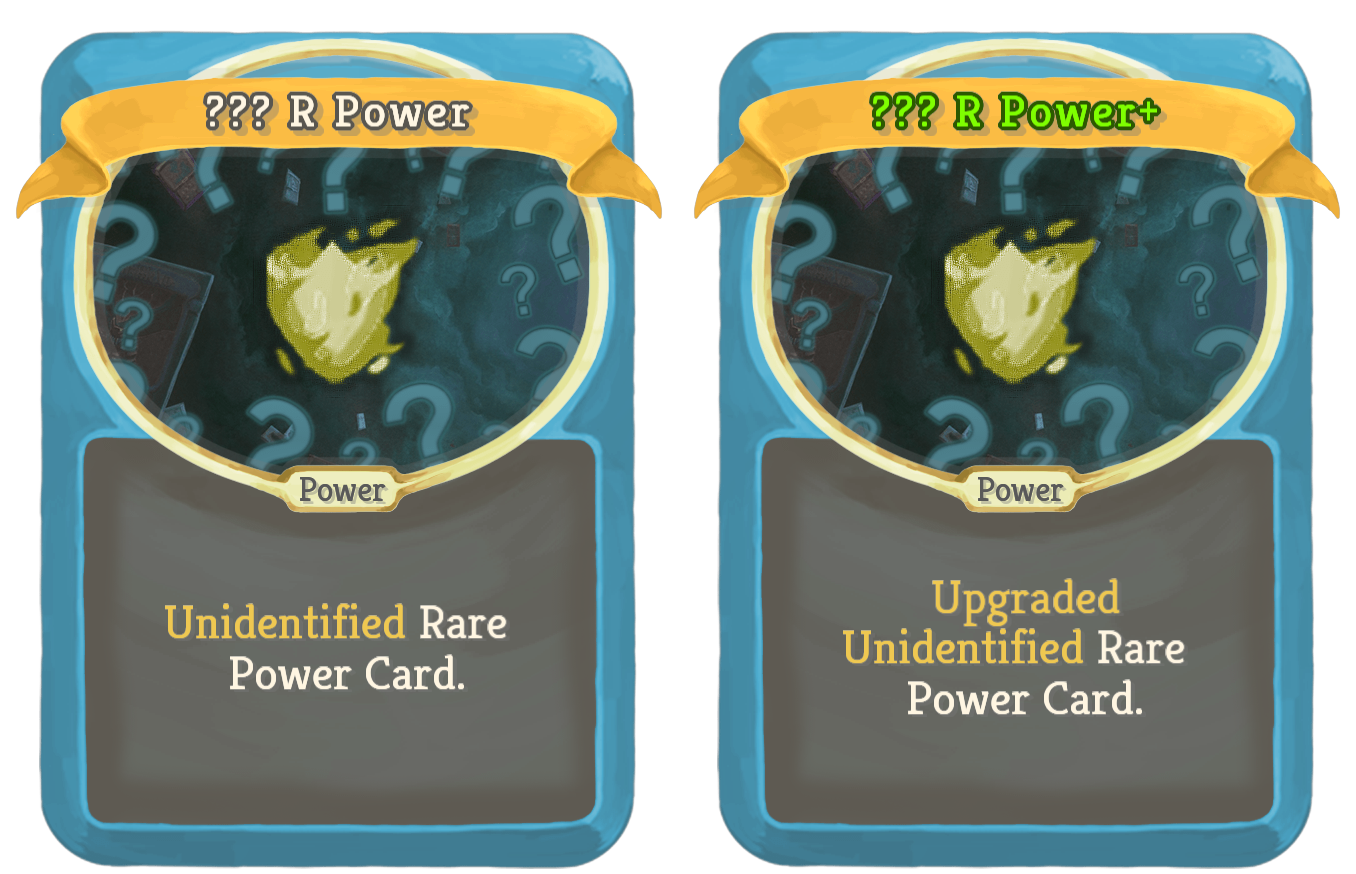 ??? R Power
Power
Unidentified Rare
Power Card.
??? R Power+
Power
Upgraded
Unidentified Rare
Power Card.